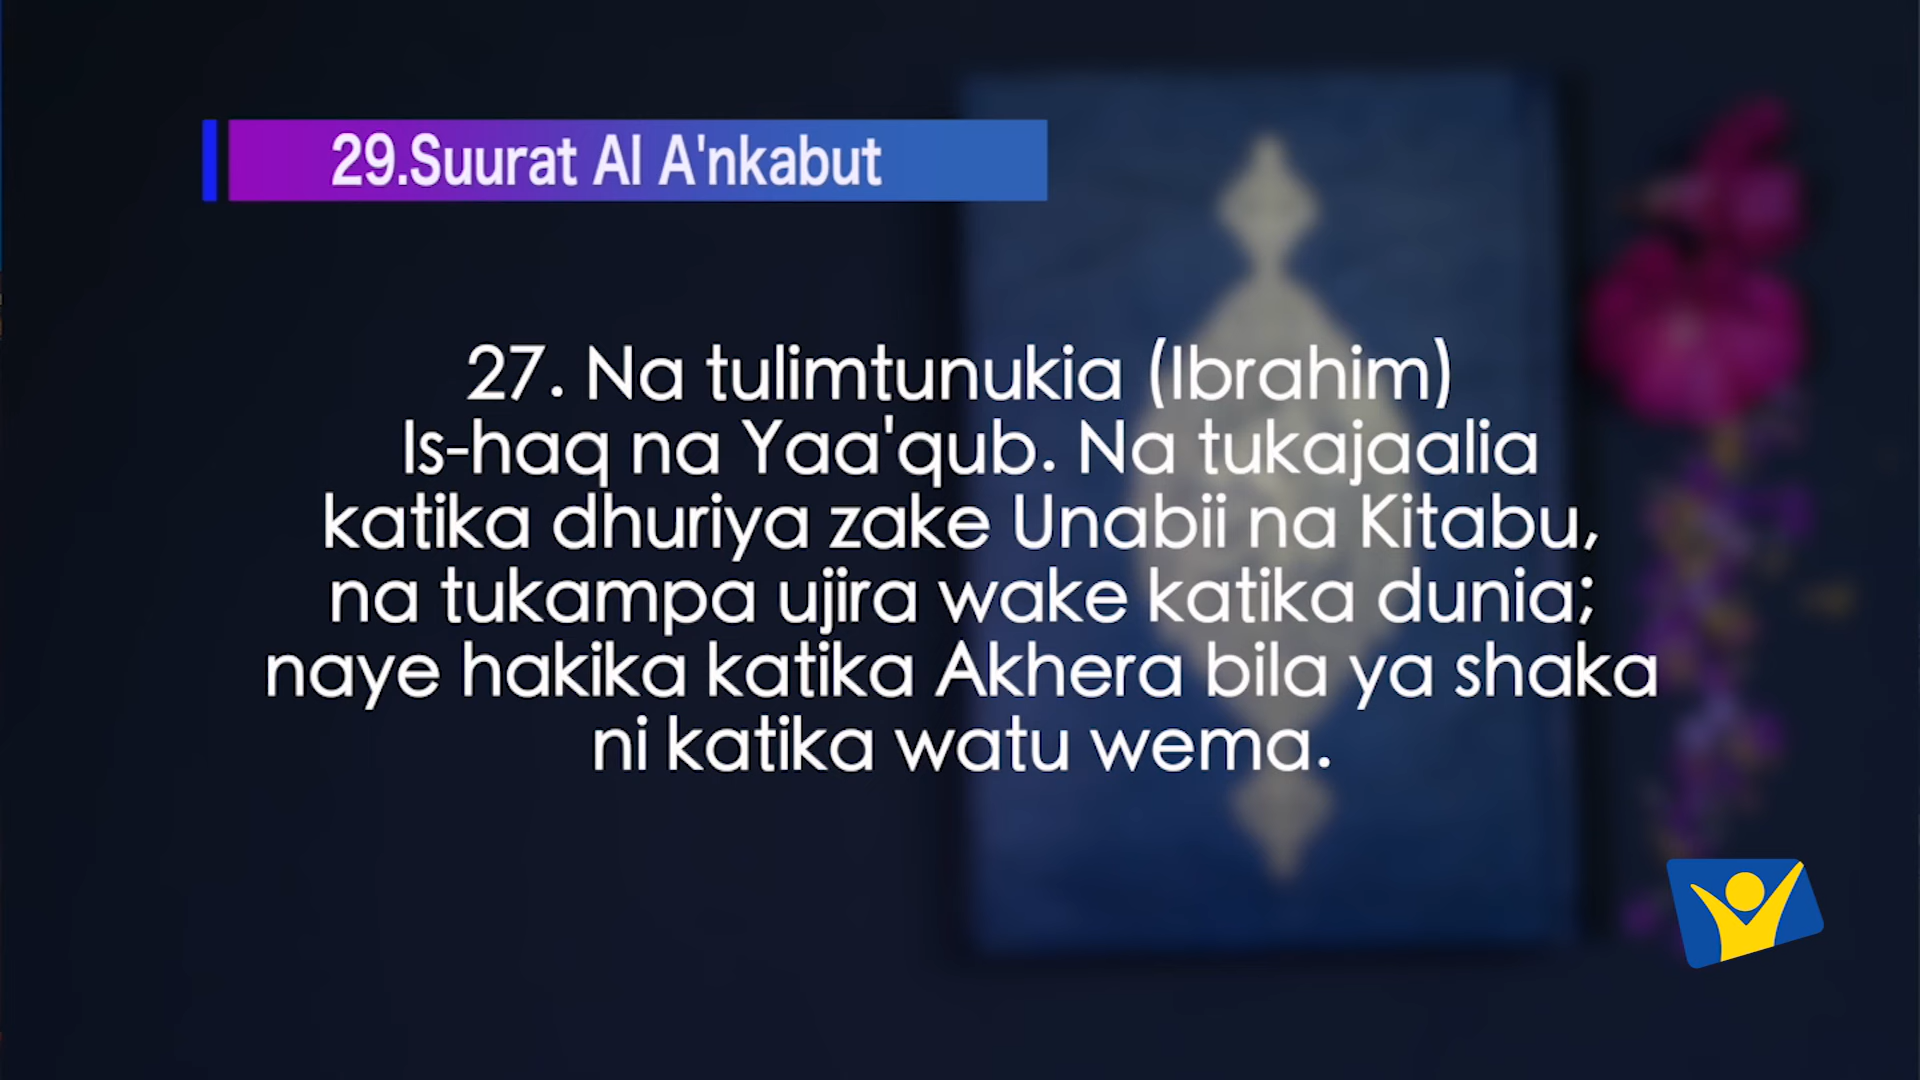 29.Suurat Al A'nkabut
27. Na tulimtunukia (Ibrahim)
Is-haq na Yaa'qub. Na tukajaalia
katika dhuriya zake Unabii na Kitabu,
na tukampa ujira wake katika dunia;
naye hakika katika Akhera bila ya shaka
ni katika watu wema.